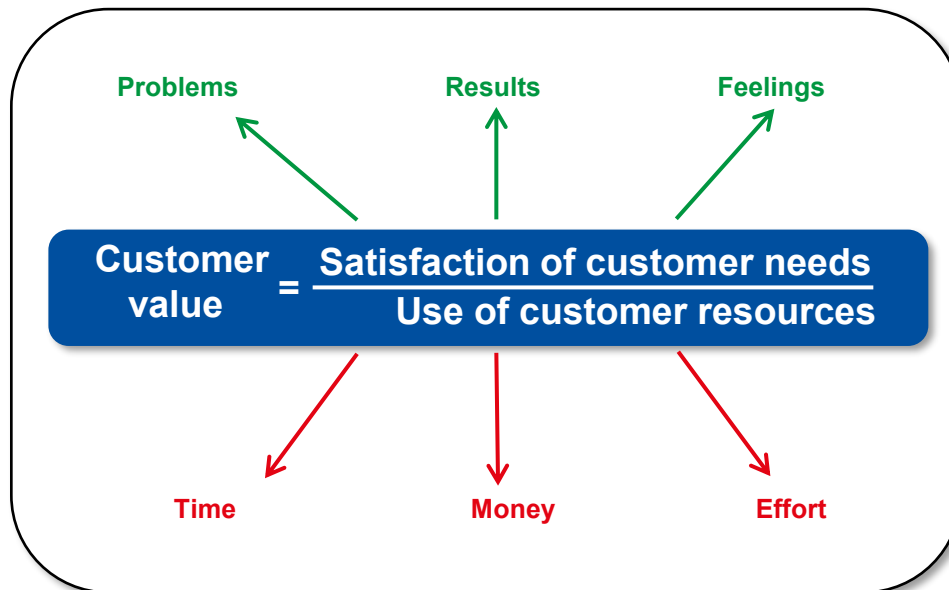 Problems
Results
Feelings
Customer value
=
Satisfaction of customer needs
Use of customer resources
Time
Money
Effort